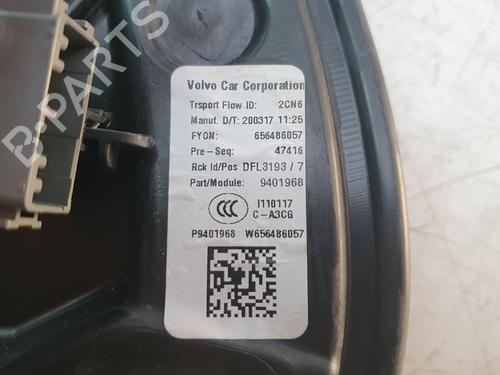 Volvo Car Corporation
Trsport Flow ID: 2CN6
Manuf. D/T: 200317 11:25
FYON: 656486057
Pre-Seq: 47416
Rck Id/Pos DFL3193 / 7
Part/Module: 9401968
CCC I110117
C-A3CG
P9401968 W656486057
B-PARTS